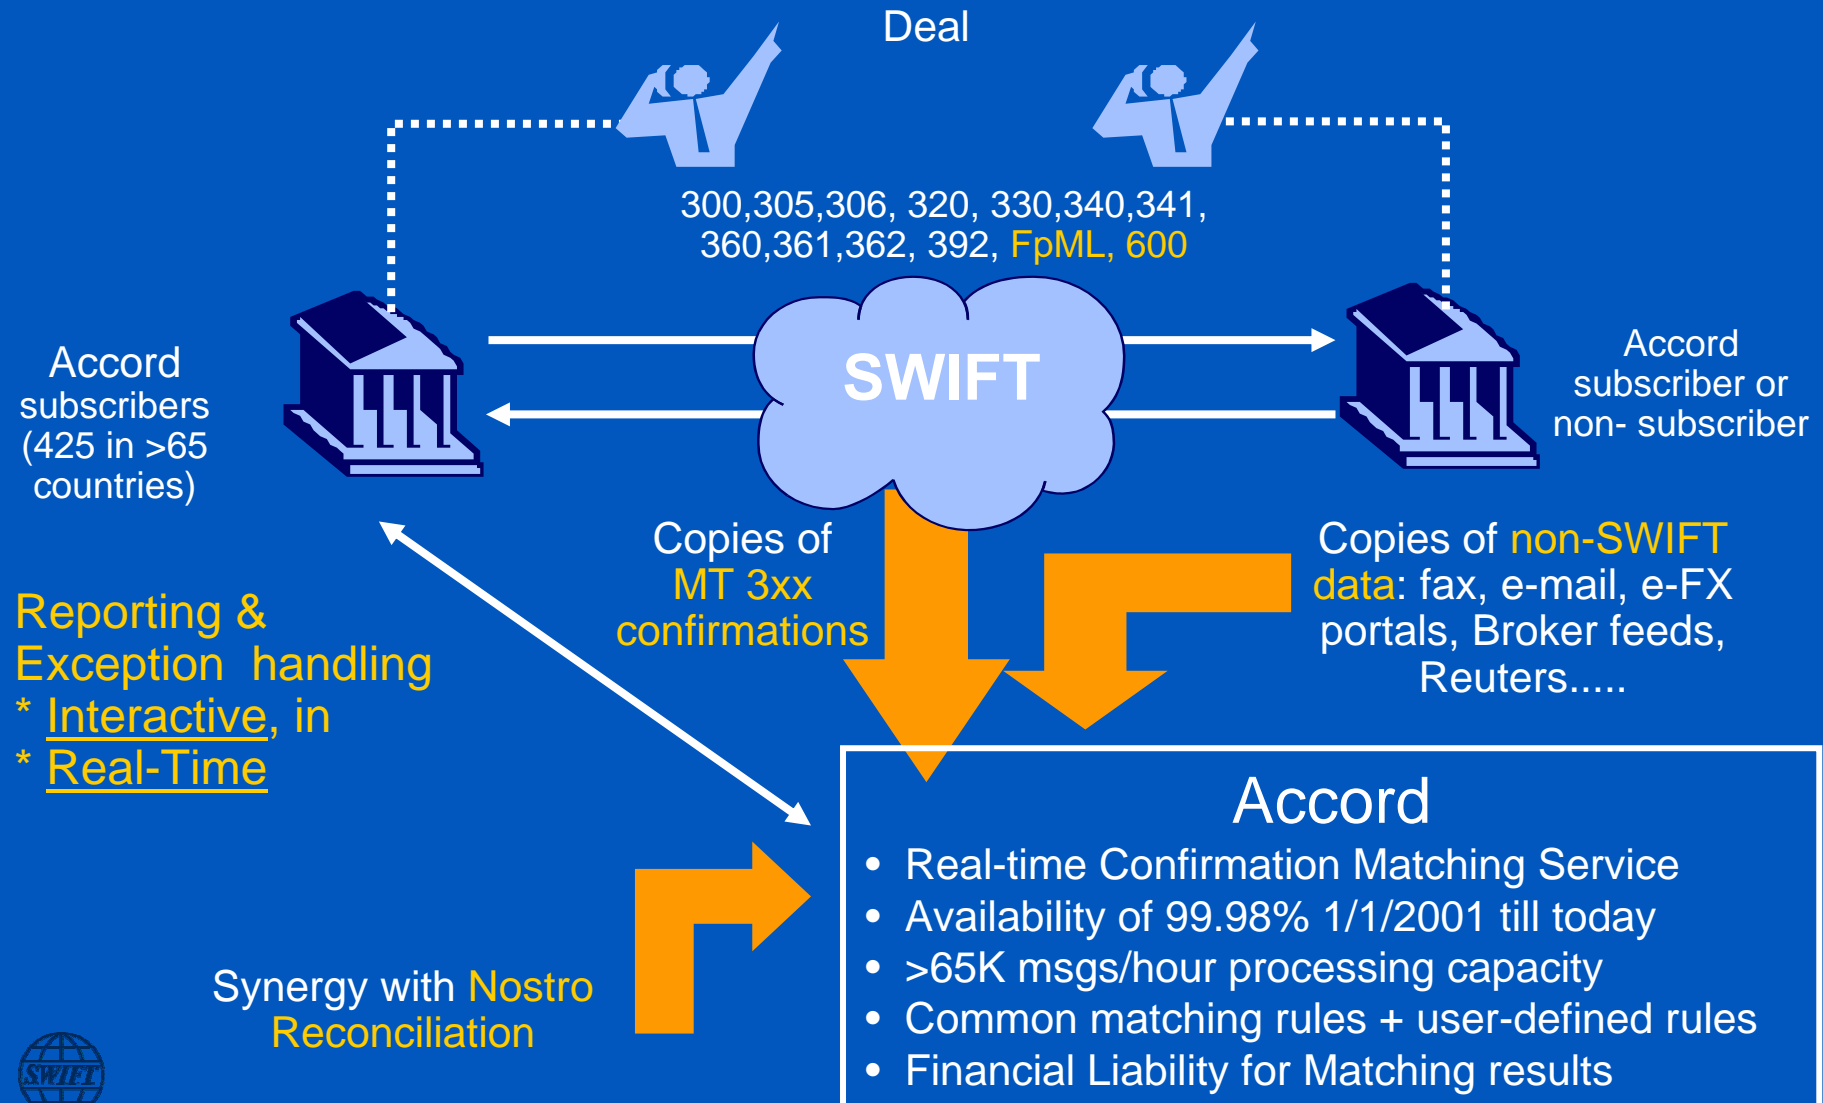 Deal
300,305,306, 320, 330,340,341,
360,361,362, 392, FpML, 600
SWIFT
Accord
subscribers
(425 in >65
countries)
Accord
subscriber or
non- subscriber
Copies of
MT 3xx
confirmations
Copies of non-SWIFT
data: fax, e-mail, e-FX
portals, Broker feeds,
Reuters.....
Reporting &
Exception handling
* Interactive, in
* Real-Time
Accord
• Real-time Confirmation Matching Service
• Availability of 99.98% 1/1/2001 till today
• >65K msgs/hour processing capacity
• Common matching rules + user-defined rules
• Financial Liability for Matching results
Synergy with Nostro
Reconciliation
SWIFT